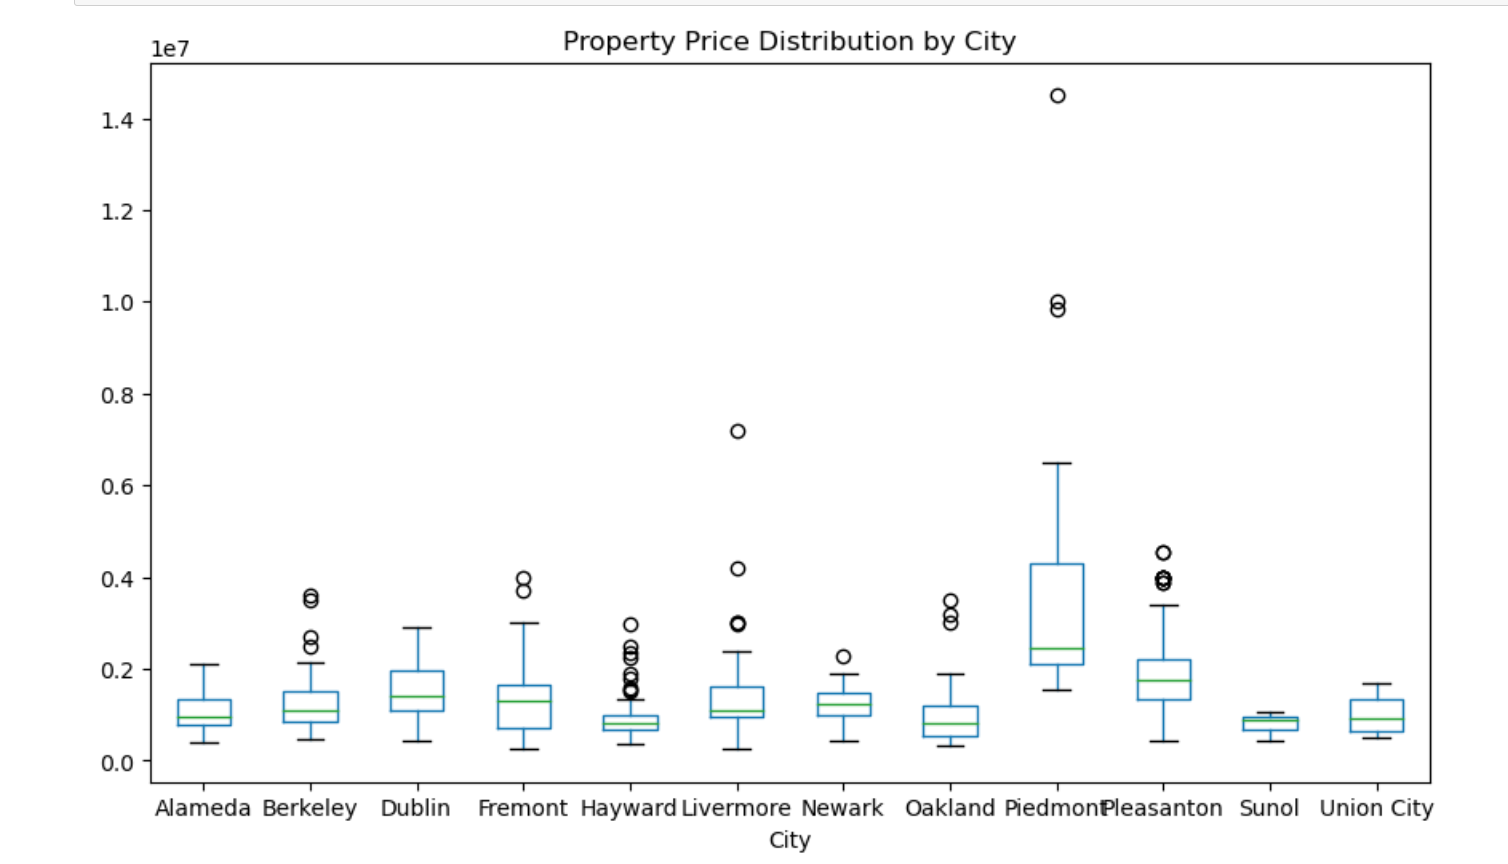 Property Price Distribution by City
1e7
1.4
1.2
1.0
0.8
0.6
0.4
0.2
0.0
Alameda Berkeley Dublin Fremont Hayward Livermore Newark Oakland Piedmont Pleasanton Sunol Union City
City